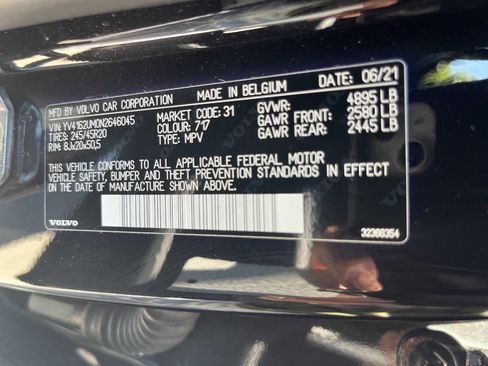 MFD. BY VOLVO CAR CORPORATION MADE IN BELGIUM DATE: 06/21
VIN: YV4162UM0N2646045 MARKET CODE: 31 GVWR: 4895 LB
TIRES: 245/45R20 COLOUR: 717 GAWR FRONT: 2580 LB
RIM: 8Jx20x50,5 TYPE: MPV GAWR REAR: 2445 LB
THIS VEHICLE CONFORMS TO ALL APPLICABLE FEDERAL MOTOR
VEHICLE SAFETY, BUMPER AND THEFT PREVENTION STANDARDS IN EFFECT
ON THE DATE OF MANUFACTURE SHOWN ABOVE.
VOLVO 32366354